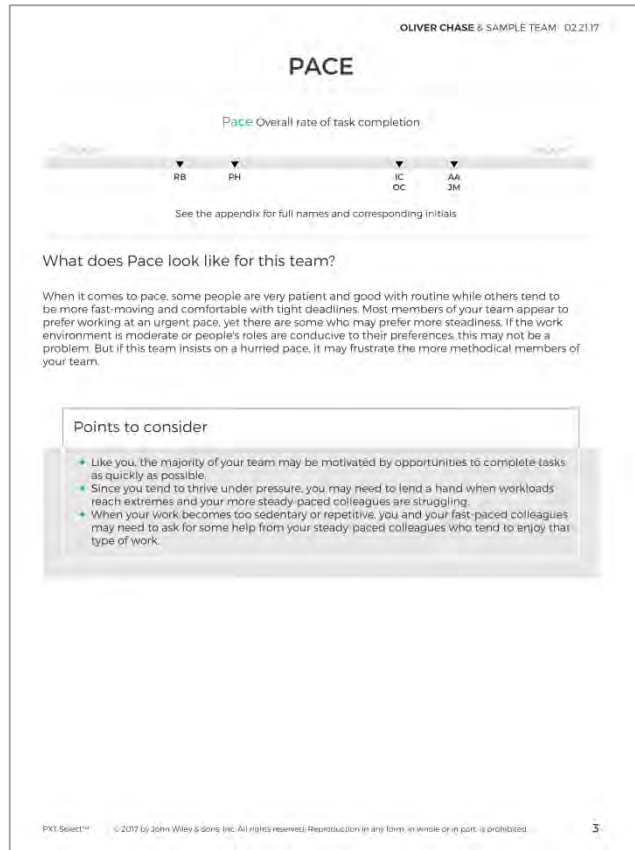 OLIVER CHASE & SAMPLE TEAM 02.21.17
PACE
Pace Overall rate of task completion
RB PH IC AA
OC JM
See the appendix for full names and corresponding initials
What does Pace look like for this team?
When it comes to pace, some people are very patient and good with routine while others tend to
be more fast-moving and comfortable with tight deadlines. Most members of your team appear to
prefer working at an urgent pace, yet there are some who may prefer more steadiness. If the work
environment is moderate or people's roles are conducive to their preferences, this may not be a
problem. But if this team insists on a hurried pace, it may frustrate the more methodical members of
your team.
Points to consider
Like you, the majority of your team may be motivated by opportunities to complete tasks
as quickly as possible.
Since you tend to thrive under pressure, you may need to lend a hand when workloads
reach extremes and your more steady-paced colleagues are struggling.
When your work becomes too sedentary or repetitive, you and your fast-paced colleagues
may need to ask for some help from your steady-paced colleagues who tend to enjoy that
type of work.
PXT Select™ © 2017 by John Wiley & Sons, Inc. All rights reserved. Reproduction in any form, in whole or in part, is prohibited. 3